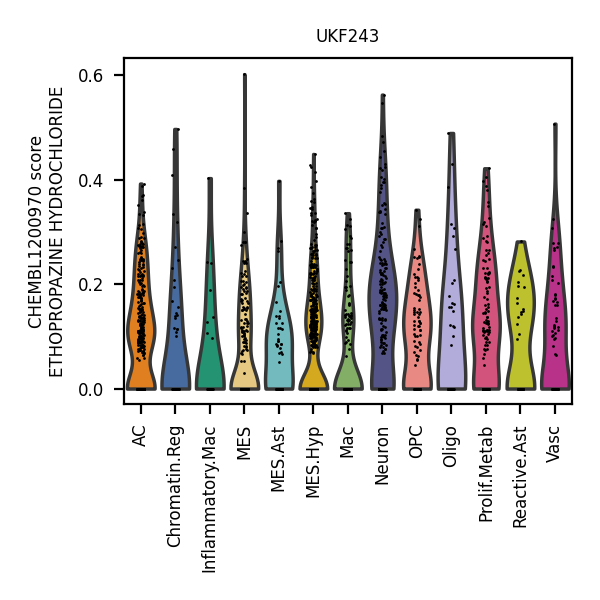 UKF243
CHEMBL1200970 score
ETHOPROPAZINE HYDROCHLORIDE
0.6
0.4
0.2
0.0
AC
Chromatin.Reg
Inflammatory.Mac
MES
MES.Ast
MES.Hyp
Mac
Neuron
OPC
Oligo
Prolif.Metab
Reactive.Ast
Vasc